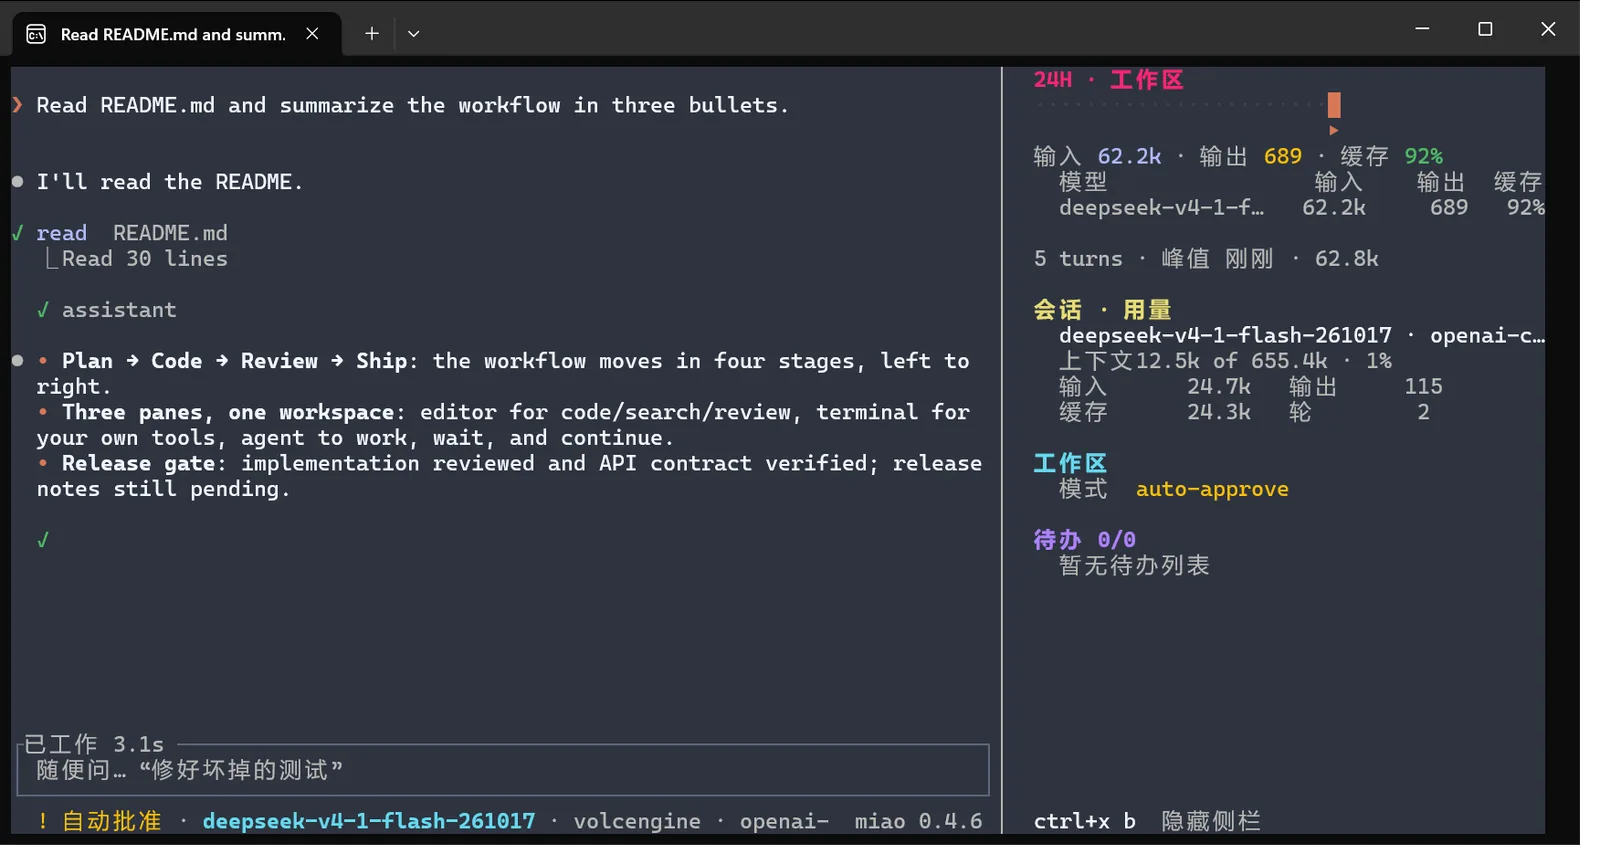 Read README.md and summ.
❯ Read README.md and summarize the workflow in three bullets.
● I'll read the README.
✓ read README.md
Read 30 lines
✓ assistant
● • Plan → Code → Review → Ship: the workflow moves in four stages, left to
right.
• Three panes, one workspace: editor for code/search/review, terminal for
your own tools, agent to work, wait, and continue.
• Release gate: implementation reviewed and API contract verified; release
notes still pending.
✓
已工作 3.1s
随便问… “修好坏掉的测试”
! 自动批准 · deepseek-v4-1-flash-261017 · volcengine · openai- miao 0.4.6
24H · 工作区
输入 62.2k · 输出 689 · 缓存 92%
模型 输入 输出 缓存
deepseek-v4-1-f… 62.2k 689 92%
5 turns · 峰值 刚刚 · 62.8k
会话 · 用量
deepseek-v4-1-flash-261017 · openai-c…
上下文12.5k of 655.4k · 1%
输入 24.7k 输出 115
缓存 24.3k 轮 2
工作区
模式 auto-approve
待办 0/0
暂无待办列表
ctrl+x b 隐藏侧栏